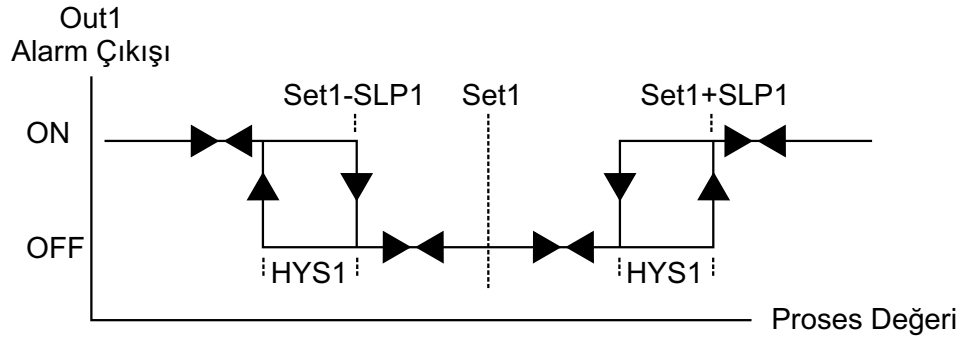 Out1
Alarm Çıkışı
Set1-SLP1 Set1 Set1+SLP1
ON
OFF
HYS1 HYS1
Proses Değeri